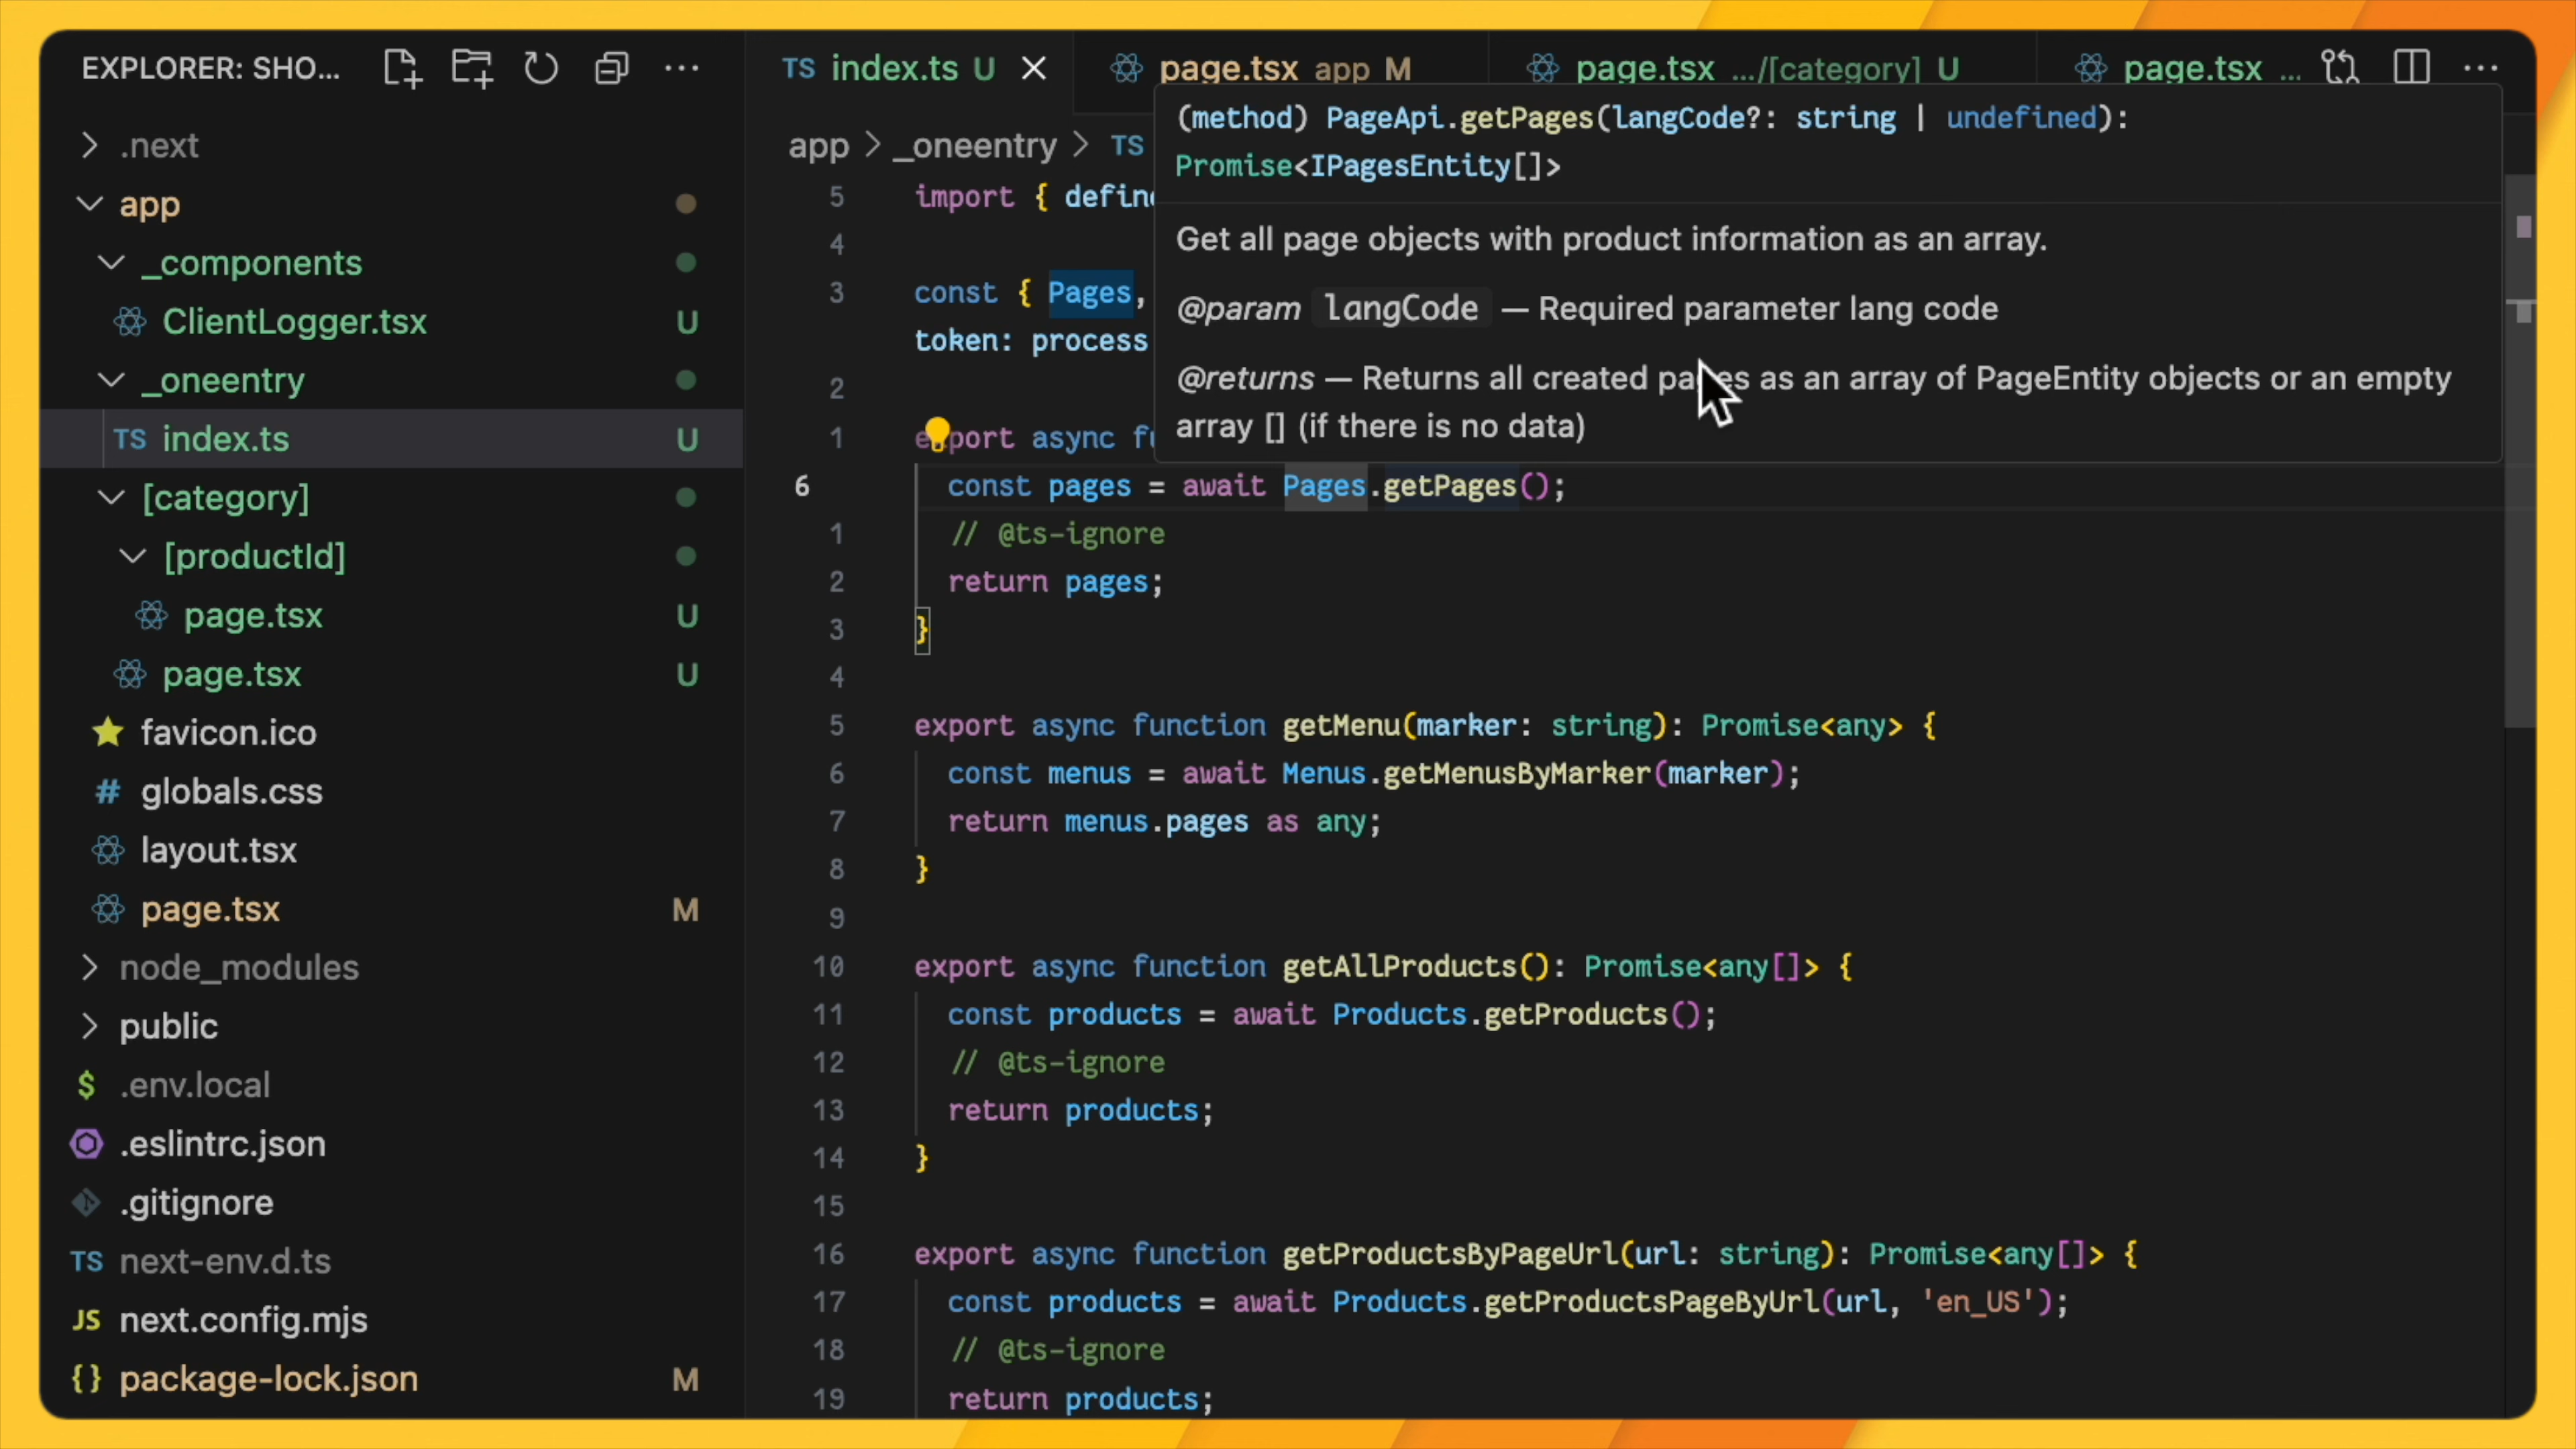 EXPLORER: SHO...
.next
app
_components
ClientLogger.tsx U
_oneentry
TS index.ts U
[category]
[productId]
page.tsx U
page.tsx U
favicon.ico
# globals.css
layout.tsx
page.tsx M
node_modules
public
$ .env.local
.eslintrc.json
.gitignore
TS next-env.d.ts
JS next.config.mjs
{} package-lock.json M
TS index.ts U
page.tsx app M
page.tsx .../[category] U
page.tsx ...
app > _oneentry > TS
(method) PageApi.getPages(langCode?: string | undefined):
Promise<IPagesEntity[]>
Get all page objects with product information as an array.
@param langCode — Required parameter lang code
@returns — Returns all created pages as an array of PageEntity objects or an empty
array [] (if there is no data)
5 import {
4
3 const { Pages,
token: process
2
1 export async
6 const pages = await Pages.getPages();
1 // @ts-ignore
2 return pages;
3 }
4
5 export async function getMenu(marker: string): Promise<any> {
6 const menus = await Menus.getMenusByMarker(marker);
7 return menus.pages as any;
8 }
9
10 export async function getAllProducts(): Promise<any[]> {
11 const products = await Products.getProducts();
12 // @ts-ignore
13 return products;
14 }
15
16 export async function getProductsByPageUrl(url: string): Promise<any[]> {
17 const products = await Products.getProductsPageByUrl(url, 'en_US');
18 // @ts-ignore
19 return products;